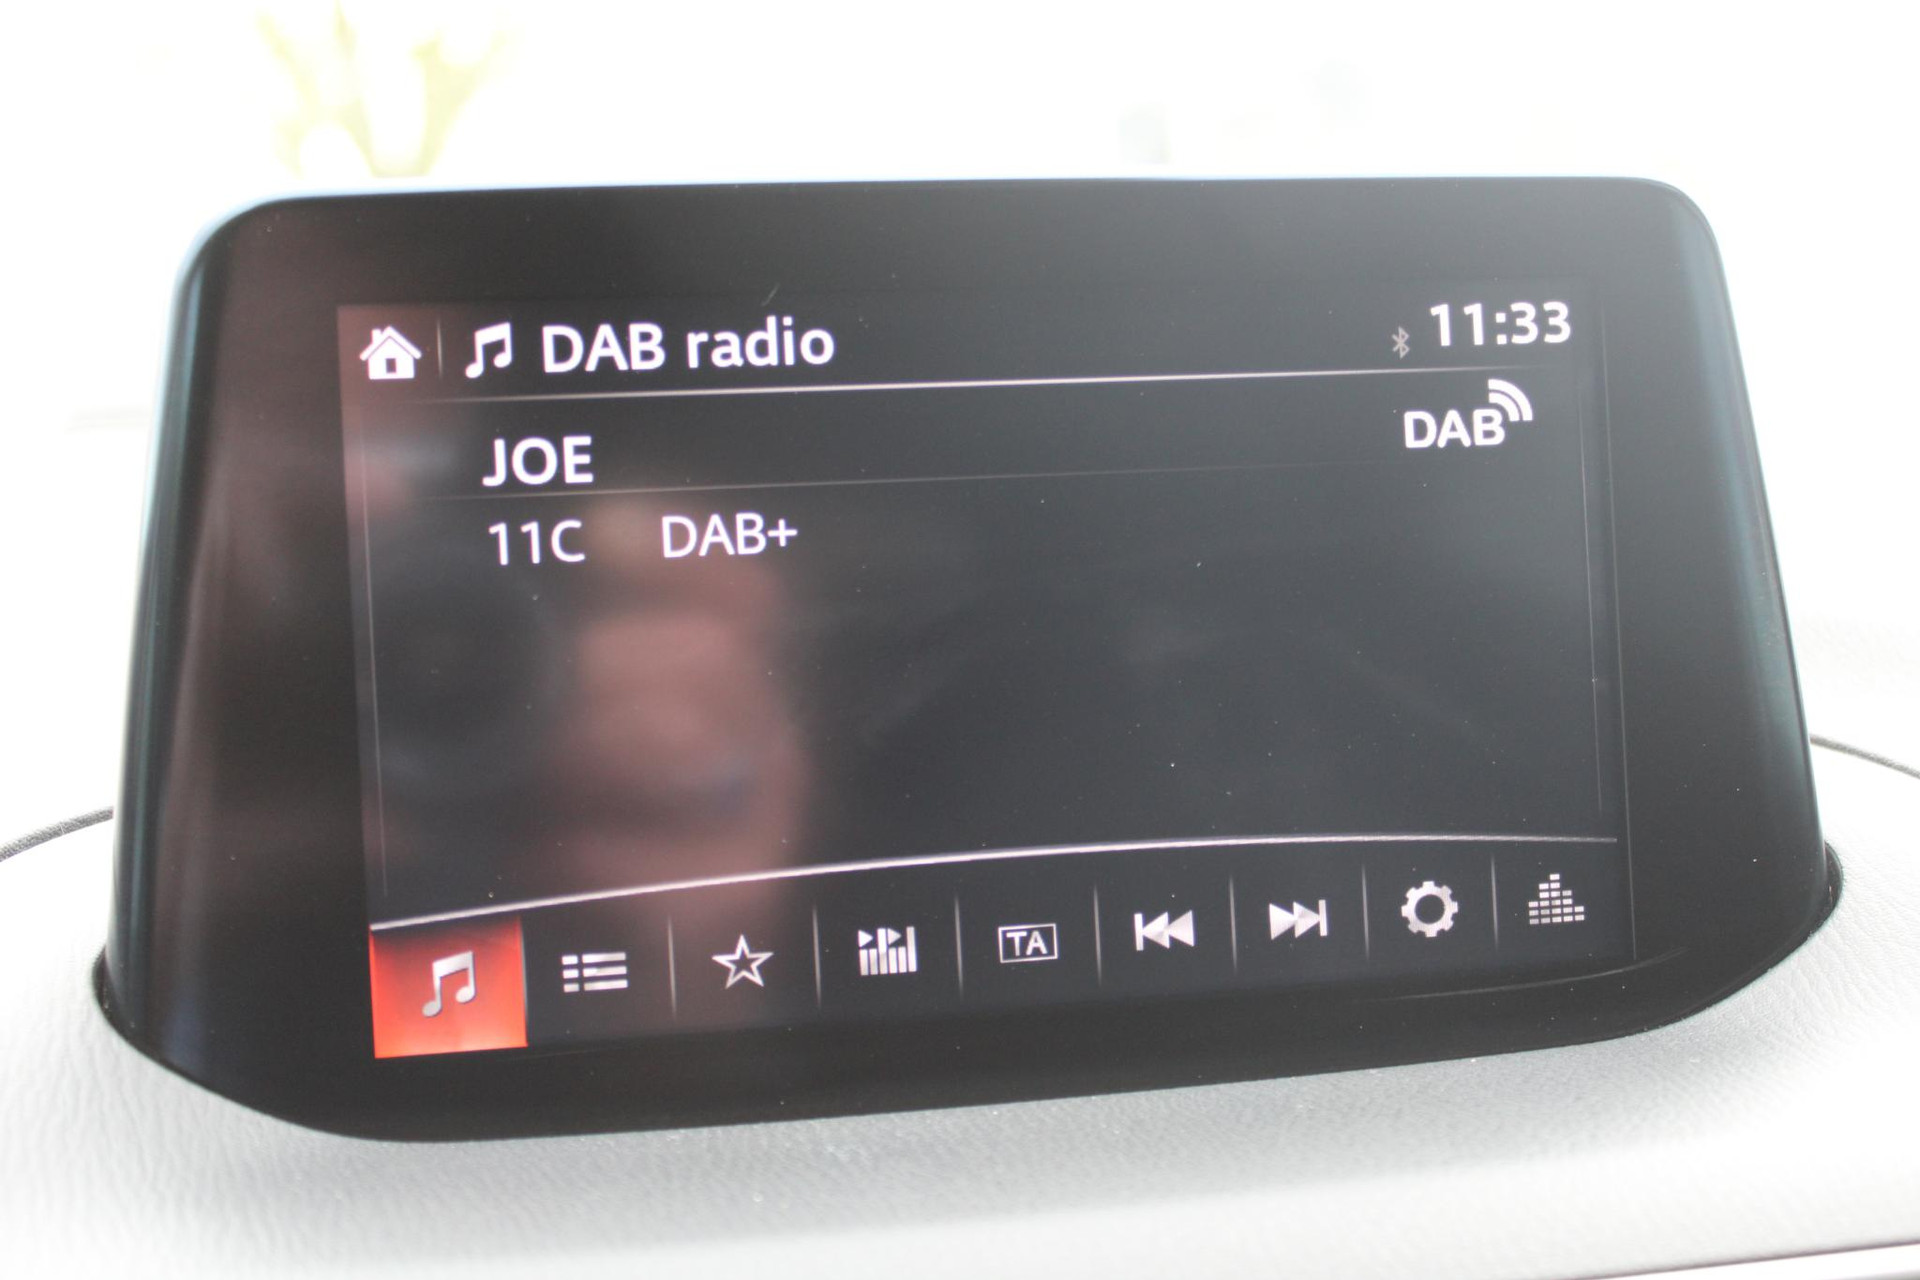 DAB radio
11:33
JOE
DAB
11C DAB+
TA